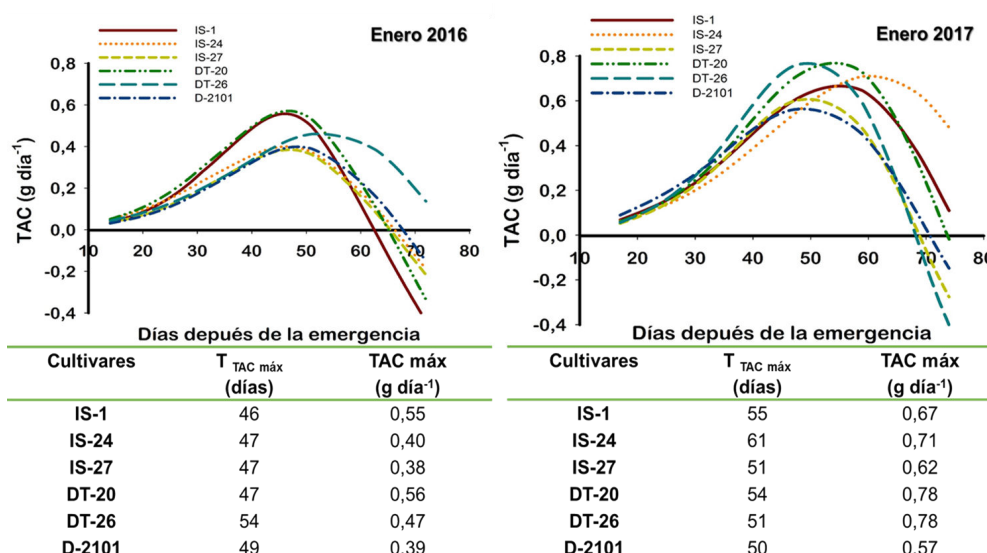 IS-1
IS-24
IS-27
DT-20
DT-26
D-2101
Enero 2016
TAC (g día-1)
0,8
0,6
0,4
0,2
0,0
-0,2
-0,4
10 20 30 40 50 60 70 80
Días depués de la emergencia
Cultivares T TAC máx (días) TAC máx (g día-1)
IS-1 46 0,55
IS-24 47 0,40
IS-27 47 0,38
DT-20 47 0,56
DT-26 54 0,47
D-2101 49 0,39
IS-1
IS-24
IS-27
DT-20
DT-26
D-2101
Enero 2017
TAC (g día-1)
0,8
0,6
0,4
0,2
0,0
-0,2
-0,4
10 20 30 40 50 60 70 80
Días depués de la emergencia
Cultivares T TAC máx (días) TAC máx (g día-1)
IS-1 55 0,67
IS-24 61 0,71
IS-27 51 0,62
DT-20 54 0,78
DT-26 51 0,78
D-2101 50 0,57